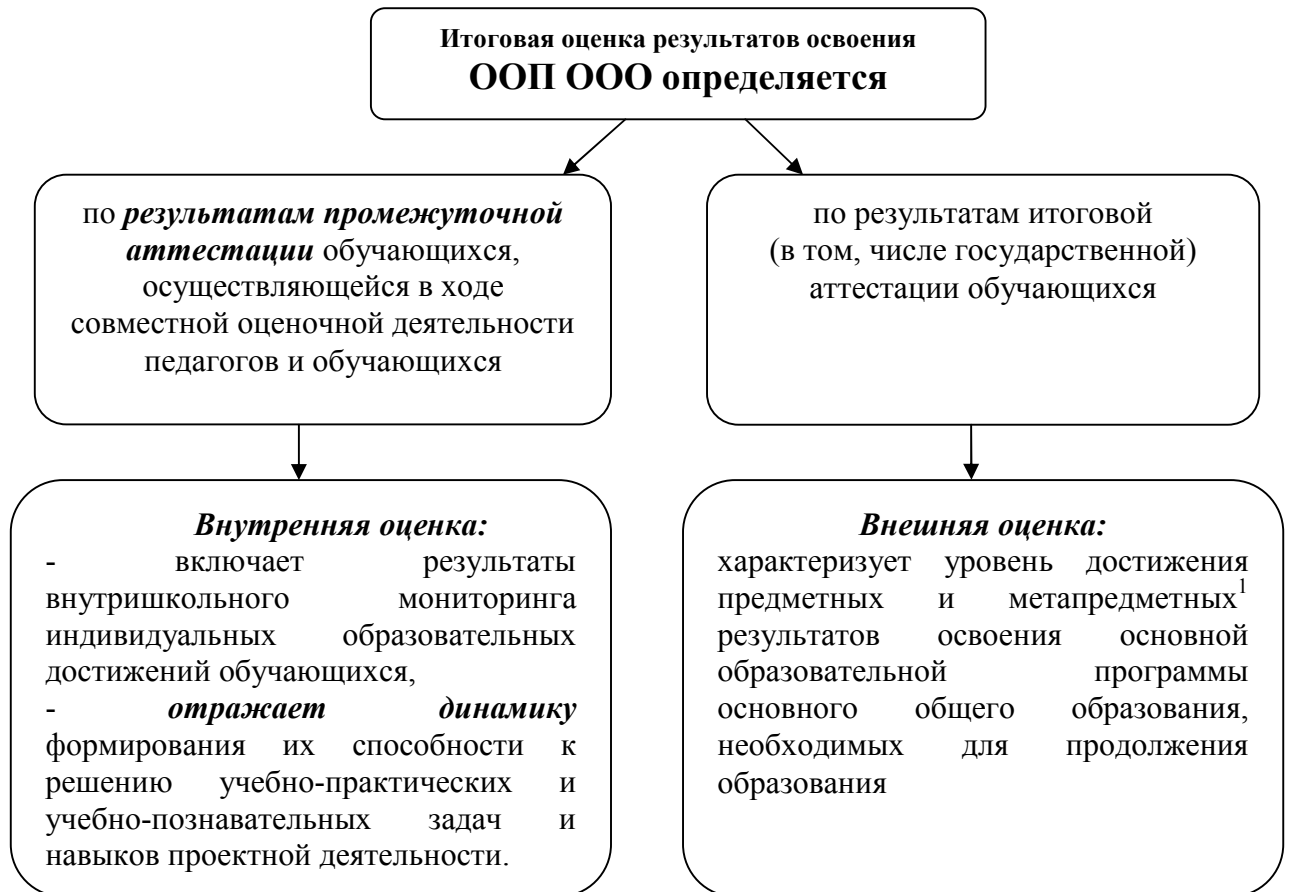 Итоговая оценка результатов освоения
ООП ООО определяется
по результатам промежуточной
аттестации обучающихся,
осуществляющейся в ходе
совместной оценочной деятельности
педагогов и обучающихся
по результатам итоговой
(в том, числе государственной)
аттестации обучающихся
Внутренняя оценка:
- включает результаты
внутришкольного мониторинга
индивидуальных образовательных
достижений обучающихся,
- отражает динамику
формирования их способности к
решению учебно-практических и
учебно-познавательных задач и
навыков проектной деятельности.
Внешняя оценка:
характеризует уровень достижения
предметных и метапредметных¹
результатов освоения основной
образовательной программы
основного общего образования,
необходимых для продолжения
образования